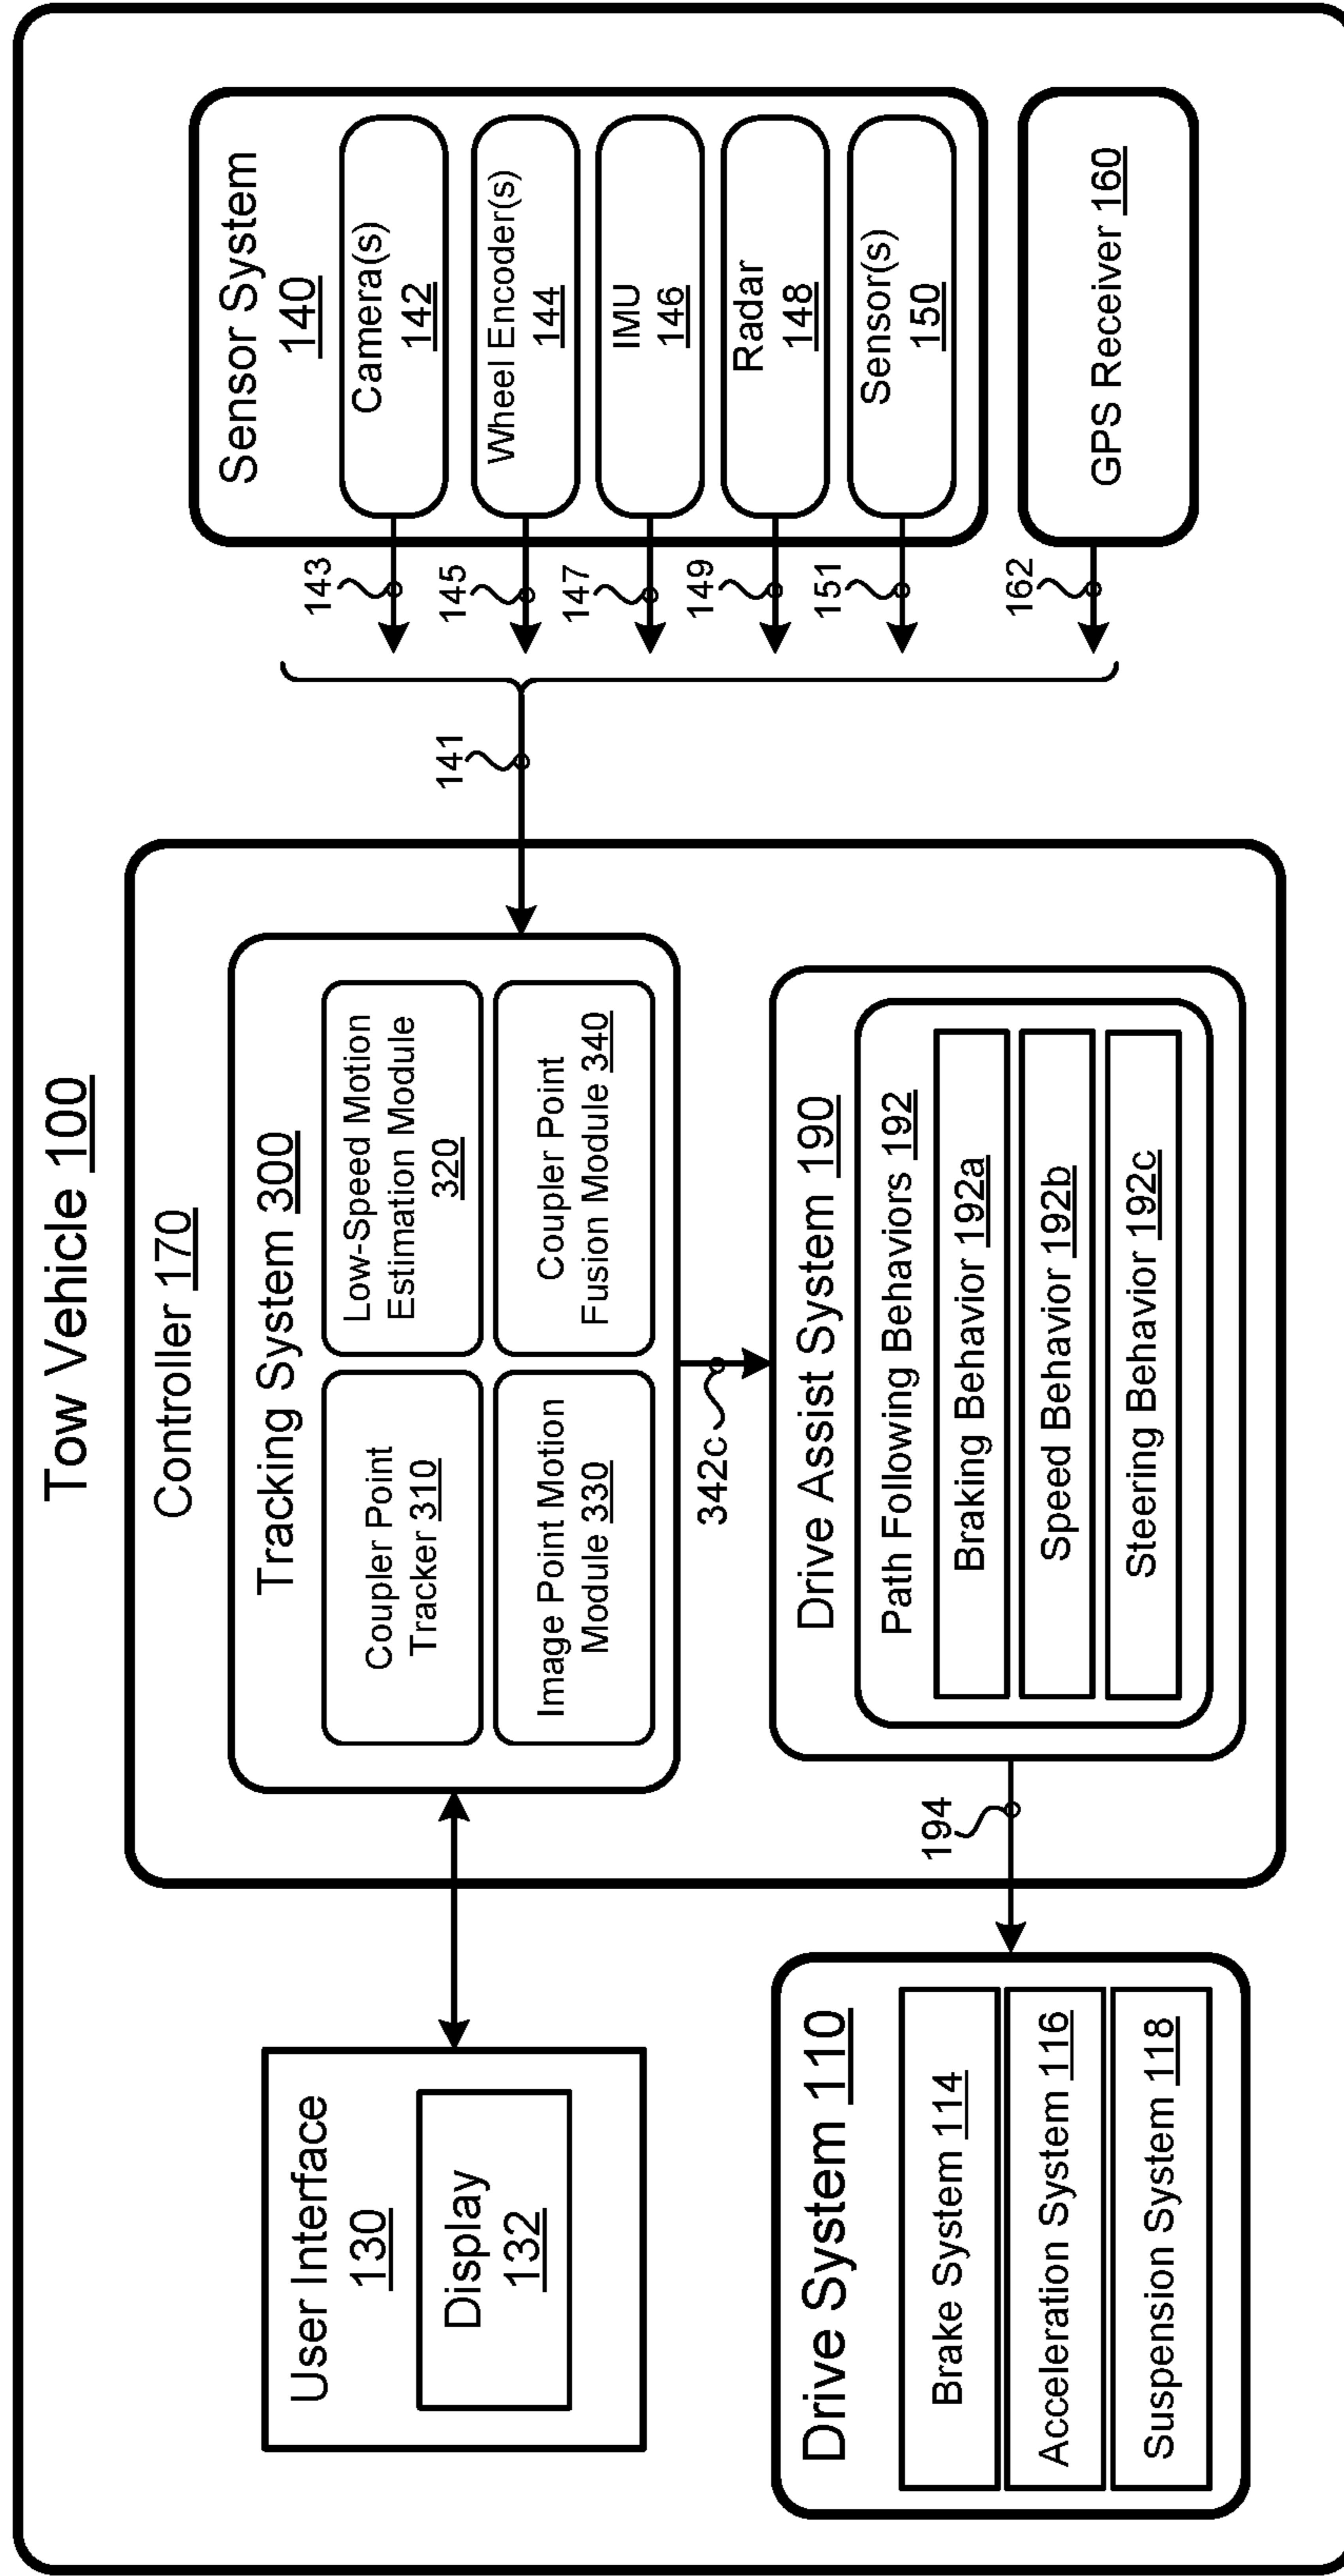 Tow Vehicle 100
User Interface
130
Display
132
Drive System 110
Brake System 114
Acceleration System 116
Suspension System 118
Controller 170
Tracking System 300
Coupler Point
Tracker 310
Low-Speed Motion
Estimation Module
320
Image Point Motion
Module 330
Coupler Point
Fusion Module 340
342c
Drive Assist System 190
Path Following Behaviors 192
Braking Behavior 192a
Speed Behavior 192b
Steering Behavior 192c
194
141
143
145
147
149
151
162
Sensor System
140
Camera(s)
142
Wheel Encoder(s)
144
IMU
146
Radar
148
Sensor(s)
150
GPS Receiver 160